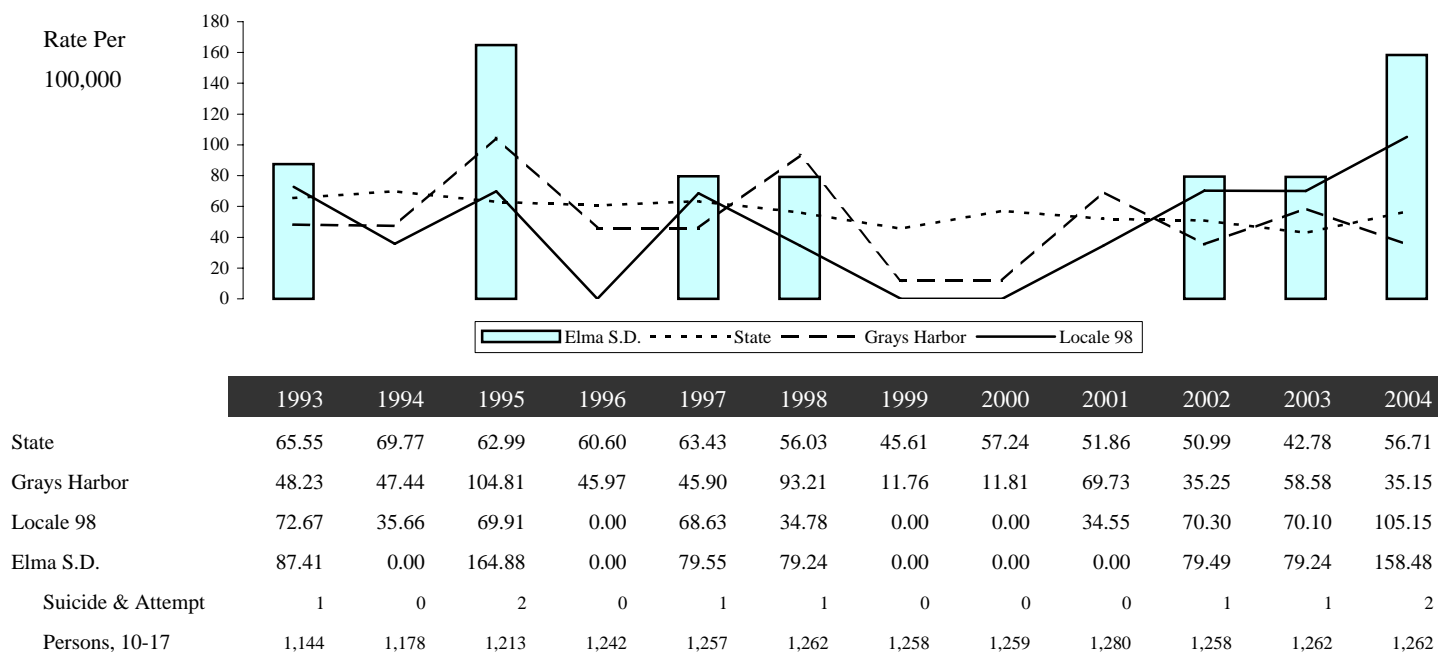 Rate Per
100,000
180
160
140
120
100
80
60
40
20
0
Elma S.D. State Grays Harbor Locale 98
1993 1994 1995 1996 1997 1998 1999 2000 2001 2002 2003 2004
State 65.55 69.77 62.99 60.60 63.43 56.03 45.61 57.24 51.86 50.99 42.78 56.71
Grays Harbor 48.23 47.44 104.81 45.97 45.90 93.21 11.76 11.81 69.73 35.25 58.58 35.15
Locale 98 72.67 35.66 69.91 0.00 68.63 34.78 0.00 0.00 34.55 70.30 70.10 105.15
Elma S.D. 87.41 0.00 164.88 0.00 79.55 79.24 0.00 0.00 0.00 79.49 79.24 158.48
Suicide & Attempt 1 0 2 0 1 1 0 0 0 1 1 2
Persons, 10-17 1,144 1,178 1,213 1,242 1,257 1,262 1,258 1,259 1,280 1,258 1,262 1,262